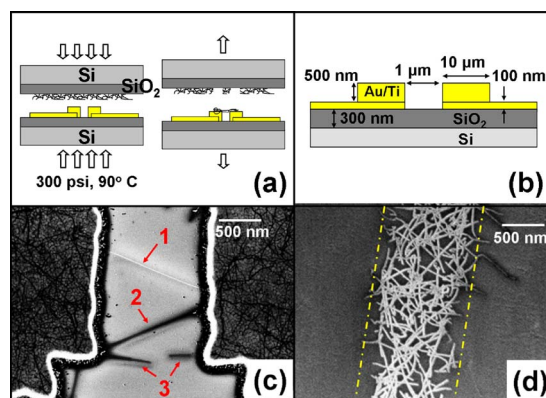 Si
SiO2
Si
300 psi, 90° C
(a)
500 nm
Au/Ti
1 μm
10 μm
100 nm
300 nm
SiO2
Si
(b)
1
2
3
500 nm
(c)
500 nm
(d)